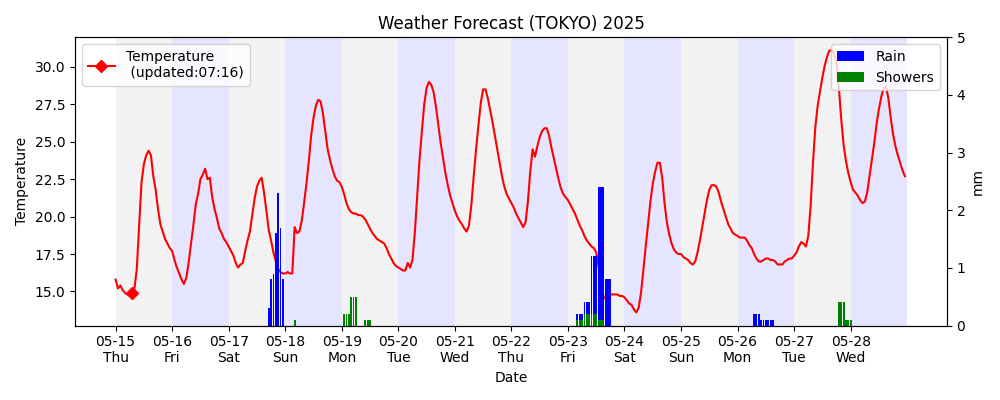 Weather Forecast (TOKYO) 2025
Temperature
(updated:07:16)
Rain
Showers
Temperature
30.0
27.5
25.0
22.5
20.0
17.5
15.0
5
4
3
2
1
0
mm
05-15 05-16 05-17 05-18 05-19 05-20 05-21 05-22 05-23 05-24 05-25 05-26 05-27 05-28
Thu Fri Sat Sun Mon Tue Wed Thu Fri Sat Sun Mon Tue Wed
Date